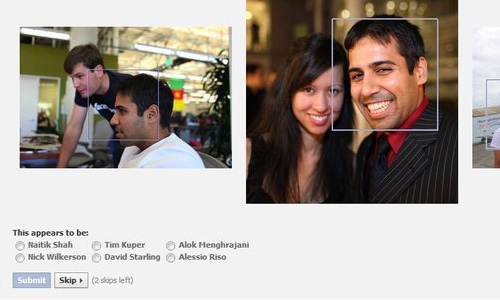 This appears to be:
Naitik Shah Tim Kuper Alok Menghrajani
Nick Wilkerson David Starling Alessio Riso
Submit Skip (2 skips left)